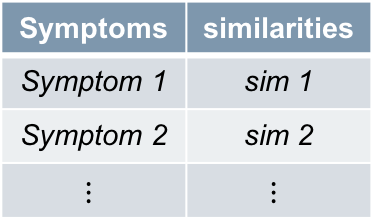 Symptoms similarities
Symptom 1 sim 1
Symptom 2 sim 2
⋮ ⋮